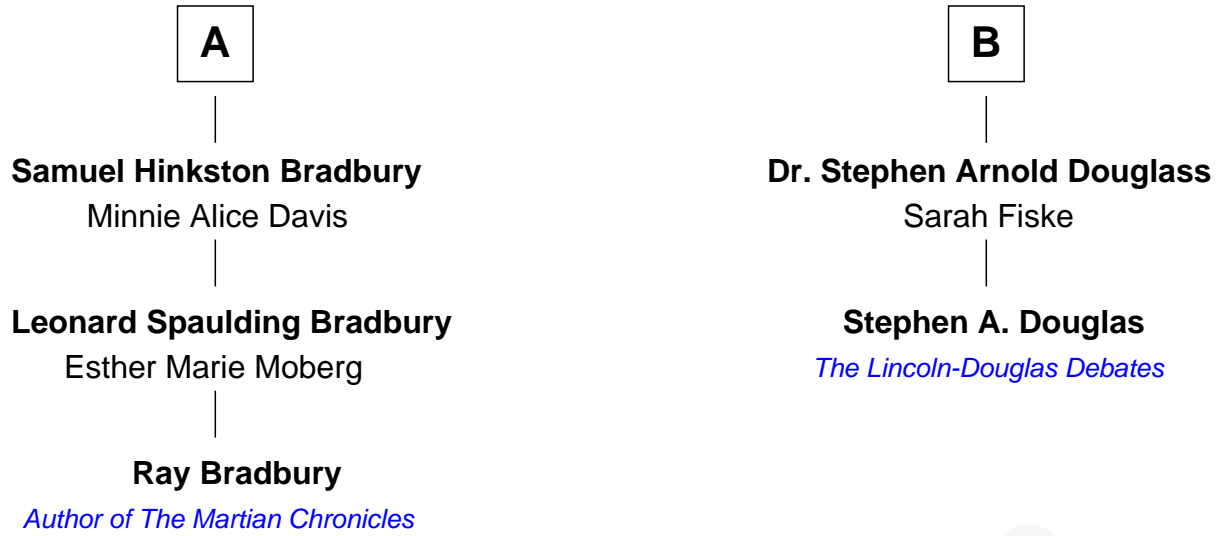 A
Samuel Hinkston Bradbury
Minnie Alice Davis
Leonard Spaulding Bradbury
Esther Marie Moberg
Ray Bradbury
Author of The Martian Chronicles
B
Dr. Stephen Arnold Douglass
Sarah Fiske
Stephen A. Douglas
The Lincoln-Douglas Debates